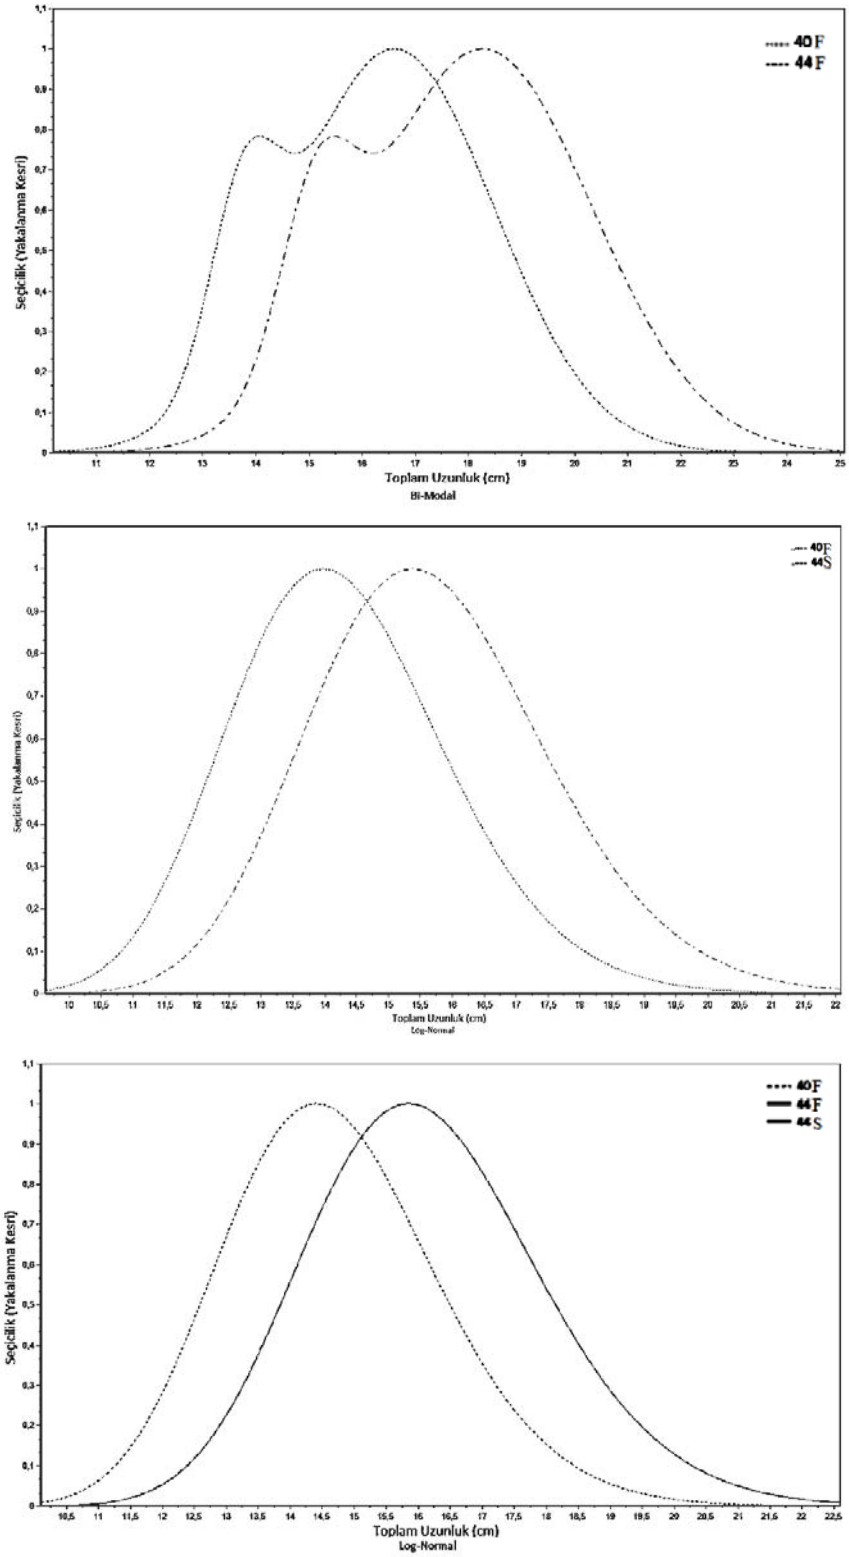 1,1
1
0,9
0,8
0,7
0,6
0,5
0,4
0,3
0,2
0,1
0
Seçicilik (Yakalanma Kesri)
40F
44F
11 12 13 14 15 16 17 18 19 20 21 22 23 24 25
Toplam Uzunluk (cm)
Bi-Modal
1,1
1
0,9
0,8
0,7
0,6
0,5
0,4
0,3
0,2
0,1
0
Seçicilik (Yakalanma Kesri)
40F
44S
10 10,5 11 11,5 12 12,5 13 13,5 14 14,5 15 15,5 16 16,5 17 17,5 18 18,5 19 19,5 20 20,5 21 21,5 22
Toplam Uzunluk (cm)
Log-Normal
1,1
1
0,9
0,8
0,7
0,6
0,5
0,4
0,3
0,2
0,1
0
Seçicilik (Yakalanma Kesri)
40F
44F
44S
10,5 11 11,5 12 12,5 13 13,5 14 14,5 15 15,5 16 16,5 17 17,5 18 18,5 19 19,5 20 20,5 21 21,5 22 22,5
Toplam Uzunluk (cm)
Log-Normal